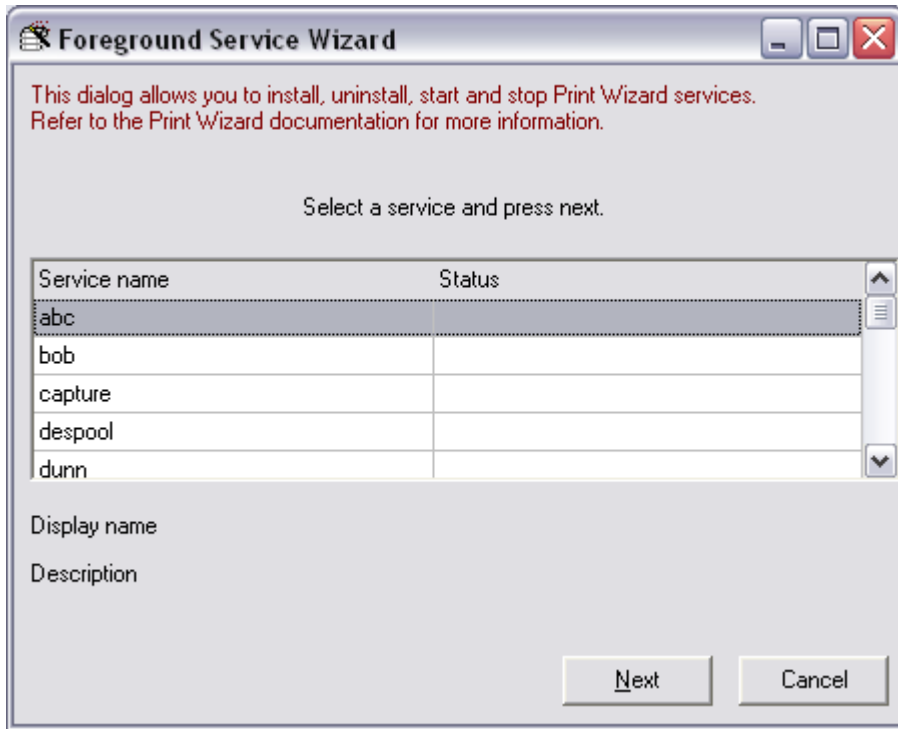 Foreground Service Wizard
This dialog allows you to install, uninstall, start and stop Print Wizard services.
Refer to the Print Wizard documentation for more information.
Select a service and press next.
Service name Status
abc
bob
capture
despool
dunn
Display name
Description
Next Cancel